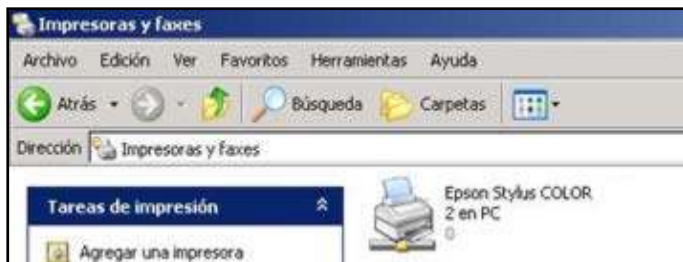 Impresoras y faxes
Archivo Edición Ver Favoritos Herramientas Ayuda
Atrás Búsqueda Carpetas
Dirección Impresoras y faxes
Tareas de impresión
Agregar una impresora
Epson Stylus COLOR
2 en PC
0